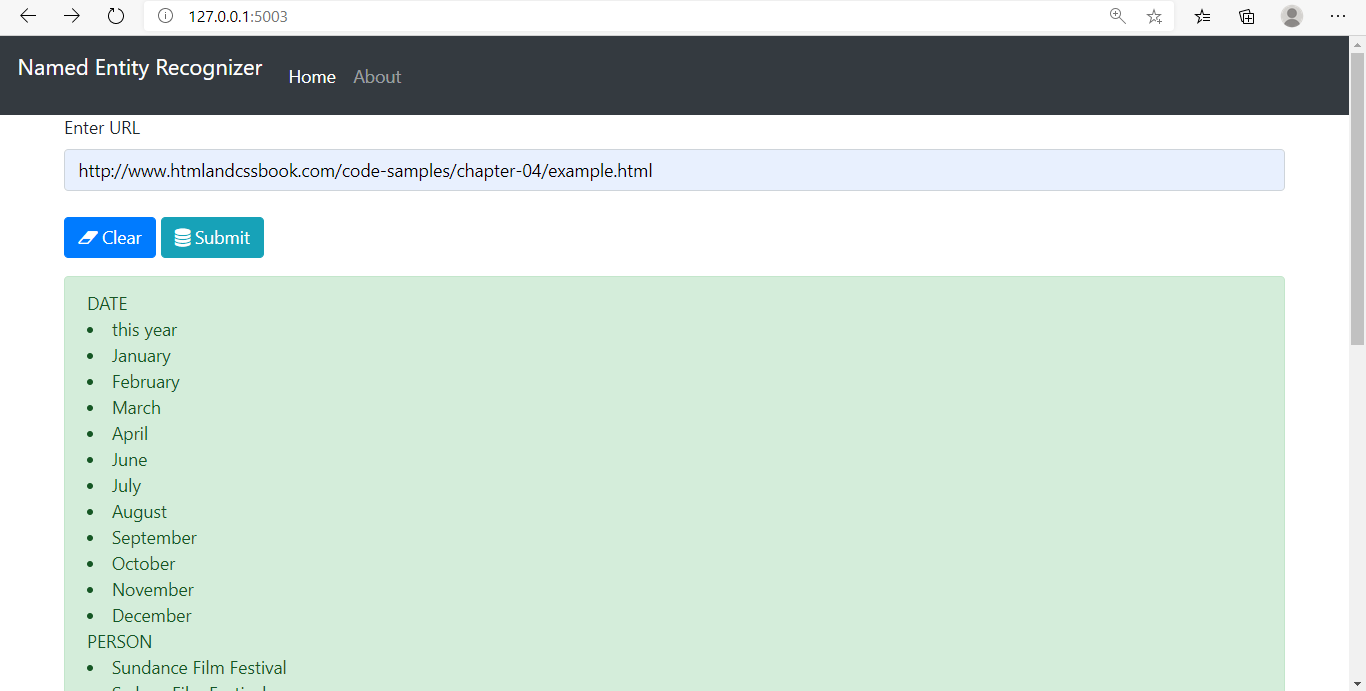 127.0.0.1:5003
Named Entity Recognizer Home About
Enter URL
http://www.htmlandcssbook.com/code-samples/chapter-04/example.html
Clear Submit
DATE
• this year
• January
• February
• March
• April
• June
• July
• August
• September
• October
• November
• December
PERSON
• Sundance Film Festival